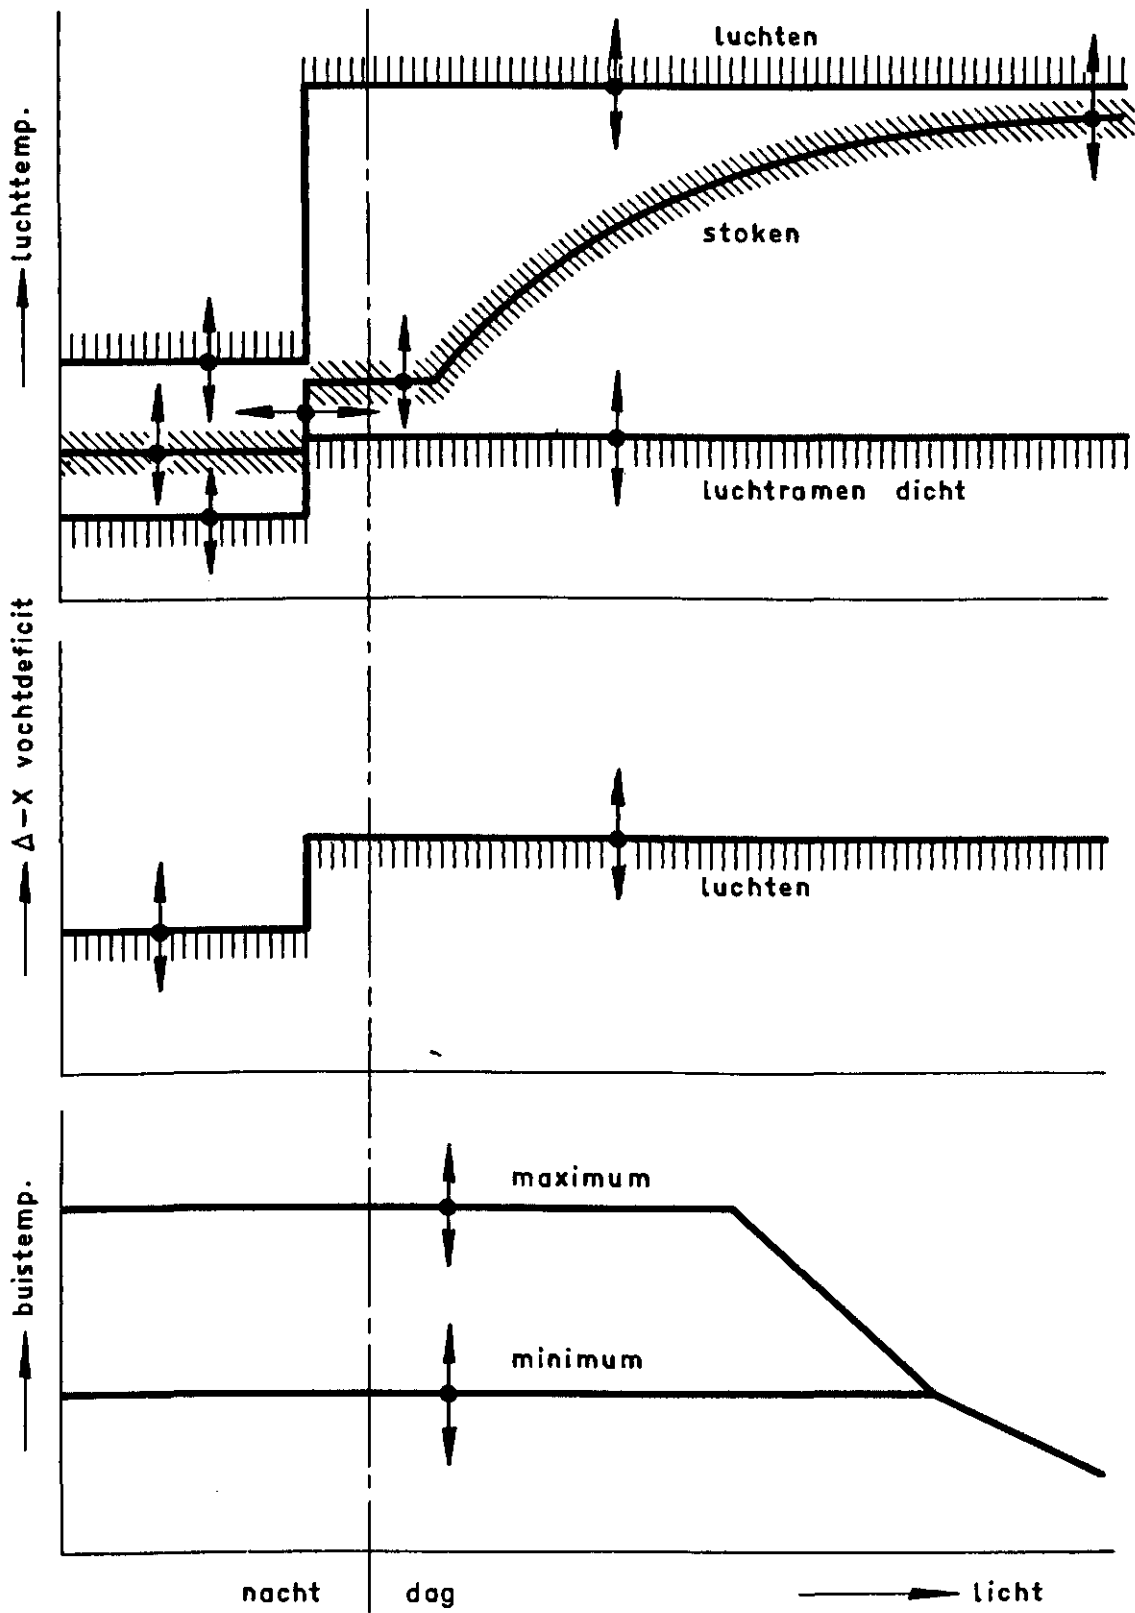 luchten
luchttemp.
stoken
luchtramen dicht
Δ-X vochtdeficit
luchten
maximum
buistemp.
minimum
nacht dag licht